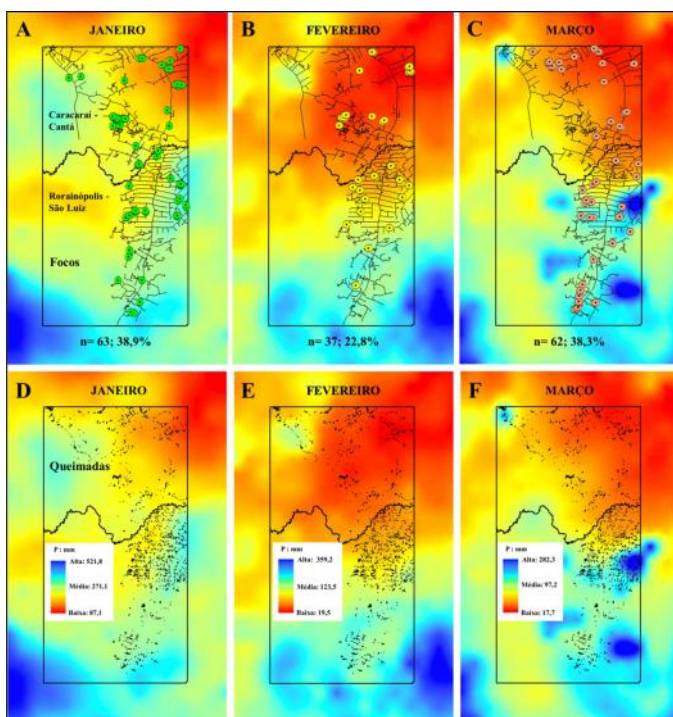 A
JANEIRO
Caracaraí -
Cantá
Rorainópolis -
São Luiz
Focos
n= 63; 38,9%
B
FEVEREIRO
n= 37; 22,8%
C
MARÇO
n= 62; 38,3%
D
JANEIRO
Queimadas
P : mm
Alta: 521,8
Média: 271,1
Baixa: 87,1
E
FEVEREIRO
P : mm
Alta: 359,2
Média: 123,5
Baixa: 19,5
F
MARÇO
P : mm
Alta: 282,3
Média: 97,2
Baixa: 17,7